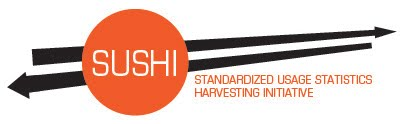 SUSHI
STANDARDIZED USAGE STATISTICS
HARVESTING INITIATIVE